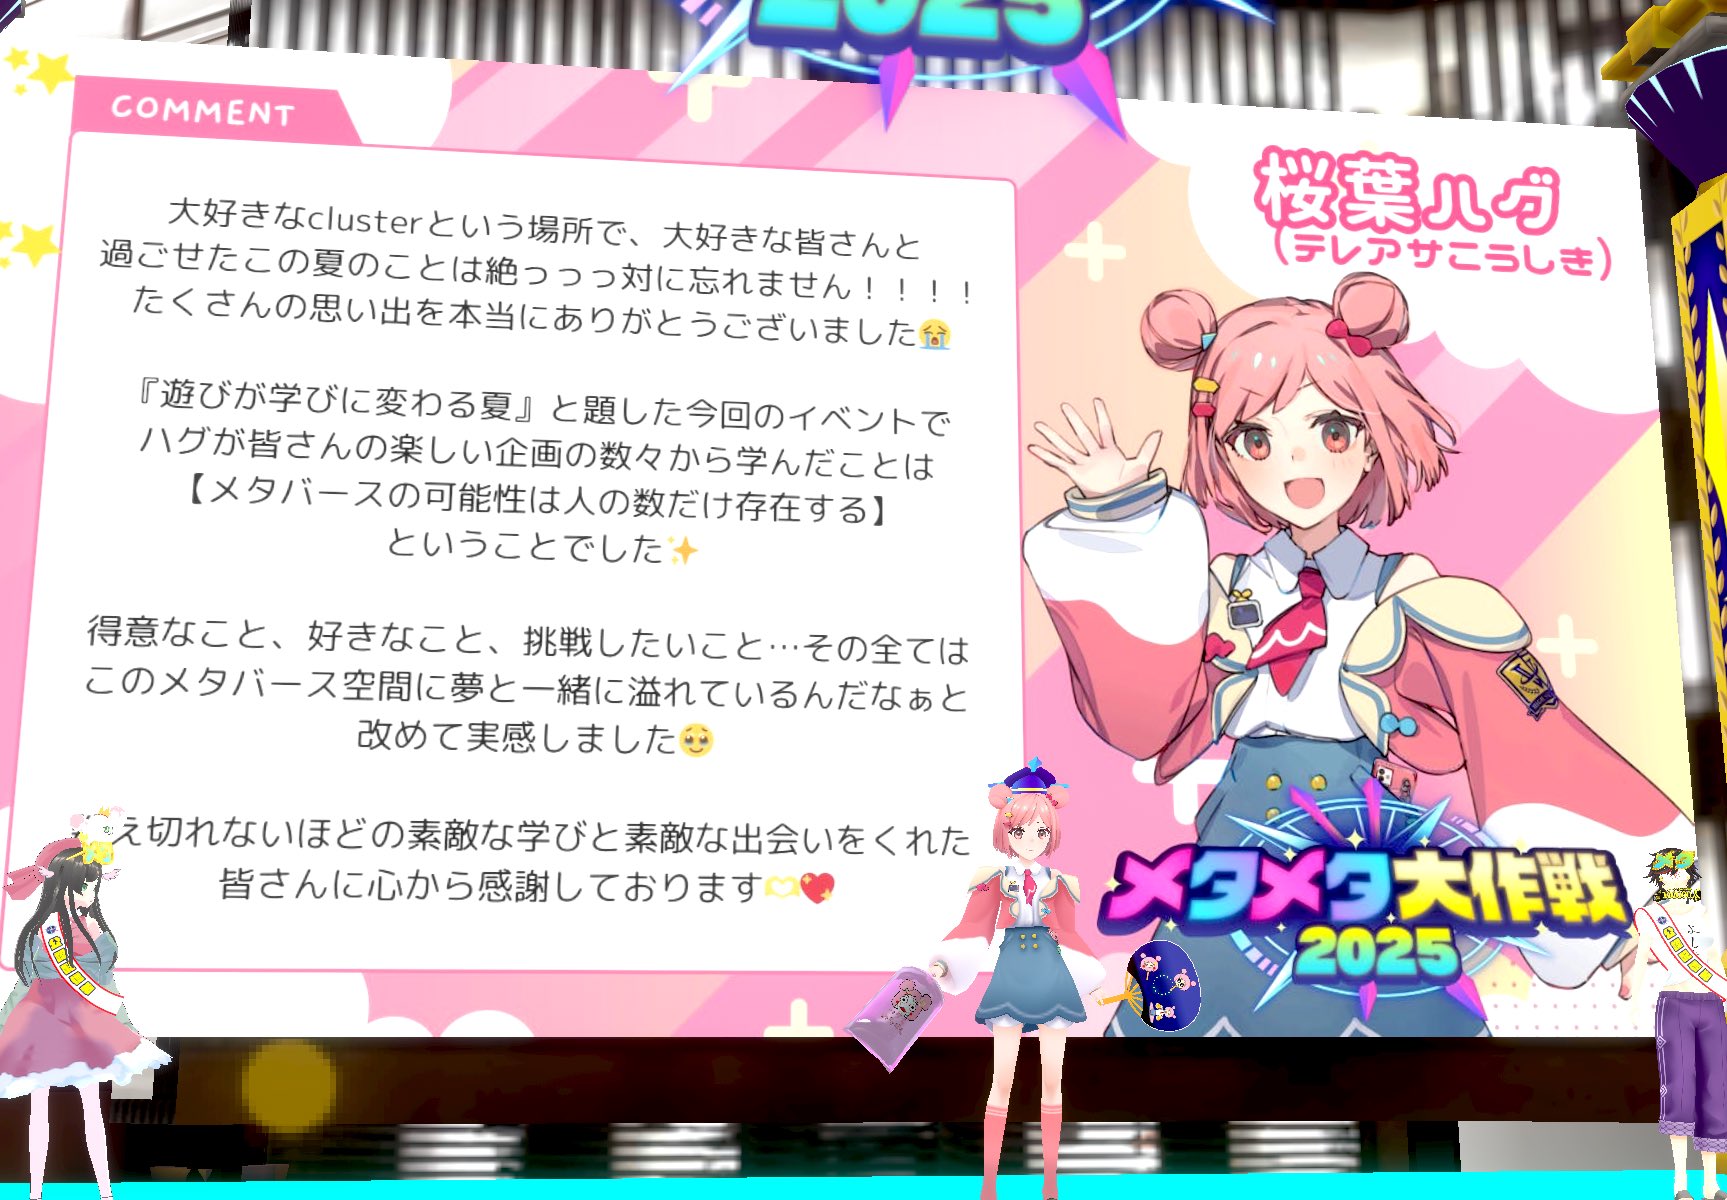 2025
COMMENT
大好きなclusterという場所で、大好きな皆さんと
過ごせたこの夏のことは絶っっっ対に忘れません！！！！
たくさんの思い出を本当にありがとうございました😭
『遊びが学びに変わる夏』と題した今回のイベントで
ハグが皆さんの楽しい企画の数々から学んだことは
【メタバースの可能性は人の数だけ存在する】
ということでした✨
得意なこと、好きなこと、挑戦したいこと…その全ては
このメタバース空間に夢と一緒に溢れているんだなぁと
改めて実感しました🥹
え切れないほどの素敵な学びと素敵な出会いをくれた
皆さんに心から感謝しております🫶💖
桜葉ハグ
（テレアサこうしき）
メタメタ大作戦
2025